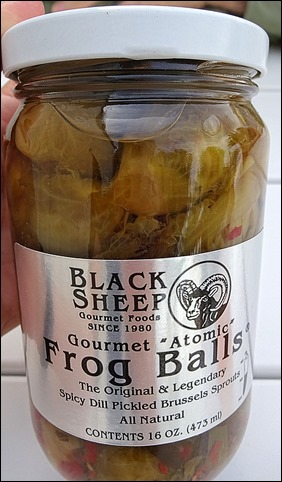 BLACK
SHEEP
Gourmet Foods
SINCE 1980
Gourmet "Atomic"
Frog Balls®
The Original & Legendary
Spicy Dill Pickled Brussels Sprouts
All Natural
CONTENTS 16 OZ. (473 ml)